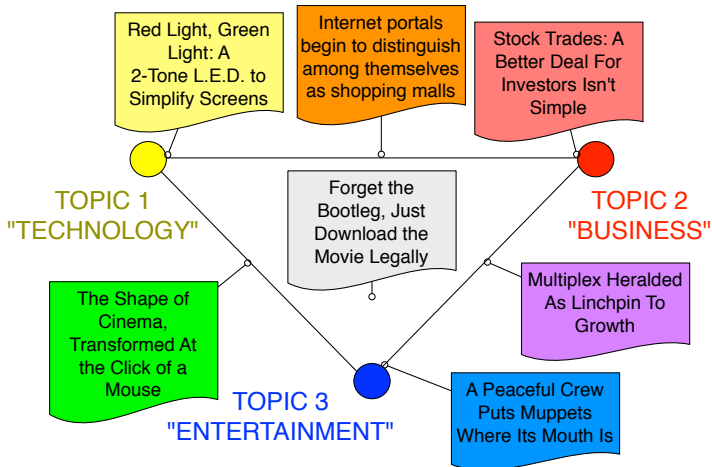 Red Light, Green
Light: A
2-Tone L.E.D. to
Simplify Screens
Internet portals
begin to distinguish
among themselves
as shopping malls
Stock Trades: A
Better Deal For
Investors Isn't
Simple
TOPIC 1
"TECHNOLOGY"
Forget the
Bootleg, Just
Download the
Movie Legally
TOPIC 2
"BUSINESS"
The Shape of
Cinema,
Transformed At
the Click of a
Mouse
Multiplex Heralded
As Linchpin To
Growth
TOPIC 3
"ENTERTAINMENT"
A Peaceful Crew
Puts Muppets
Where Its Mouth Is